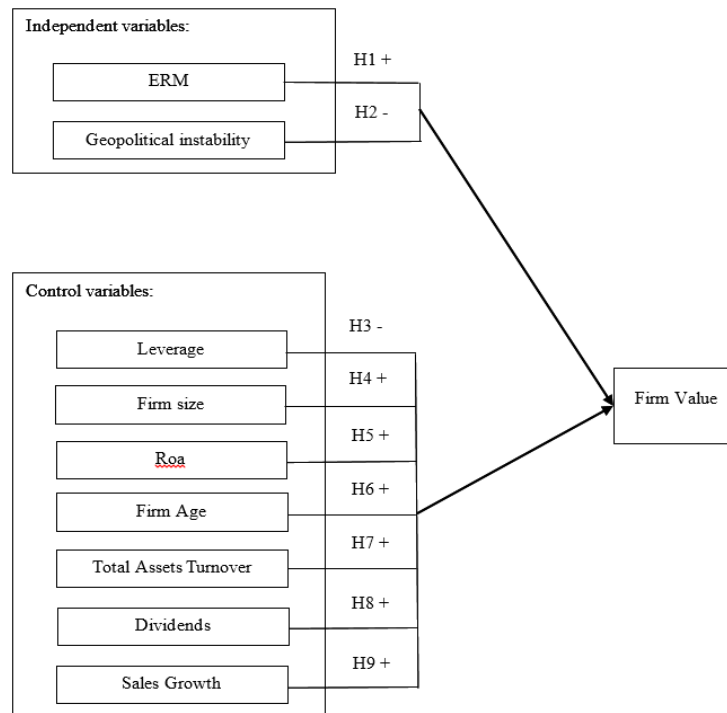 Independent variables:
H1 +
ERM
H2 -
Geopolitical instability
Control variables:
H3 -
Leverage
H4 +
Firm size
H5 +
Roa
H6 +
Firm Age
H7 +
Total Assets Turnover
H8 +
Dividends
H9 +
Sales Growth
Firm Value